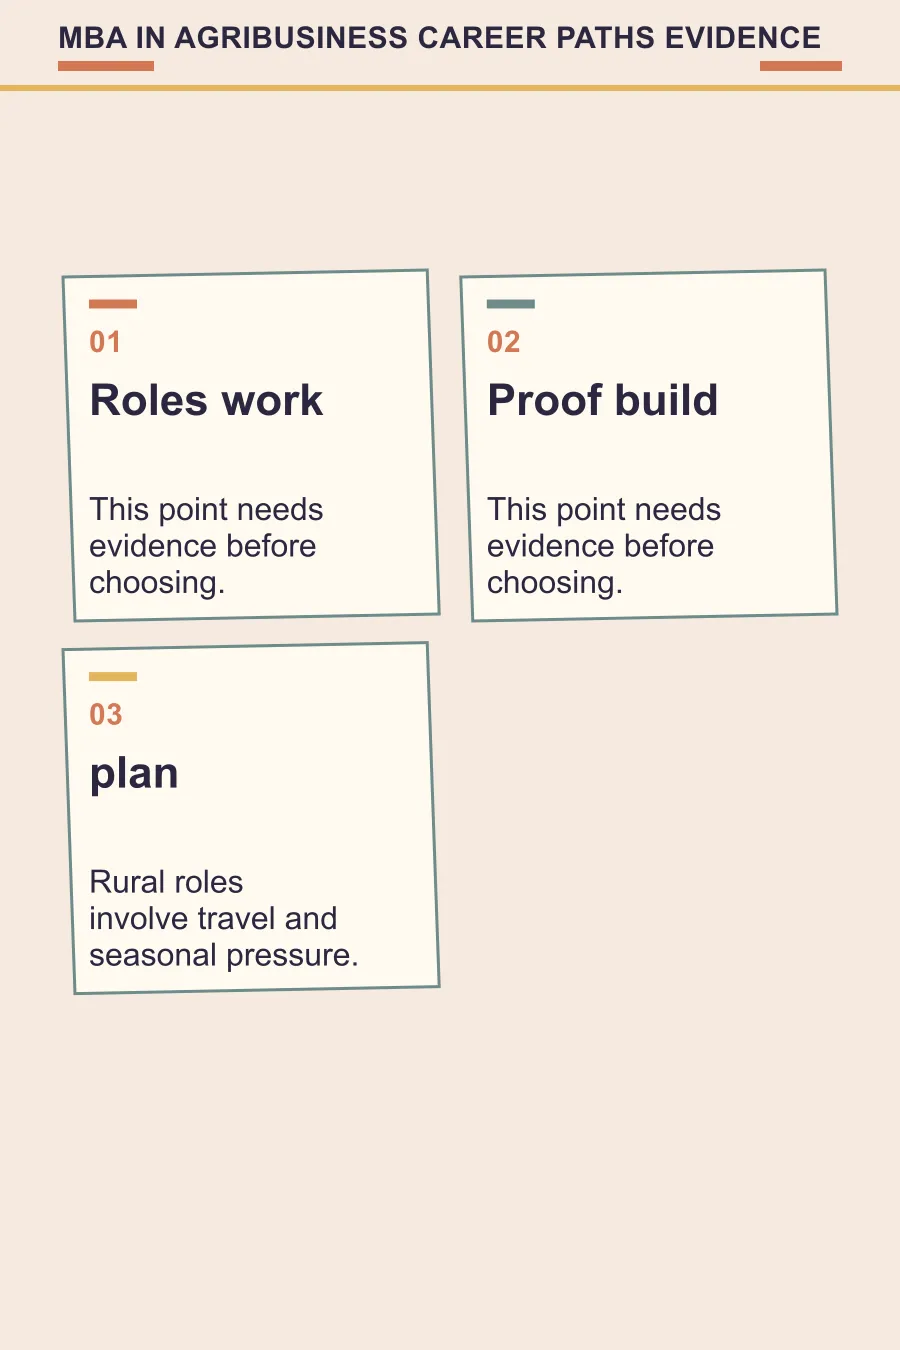 MBA IN AGRIBUSINESS CAREER PATHS EVIDENCE
01
Roles work
This point needs
evidence before
choosing.
02
Proof build
This point needs
evidence before
choosing.
03
plan
Rural roles
involve travel and
seasonal pressure.